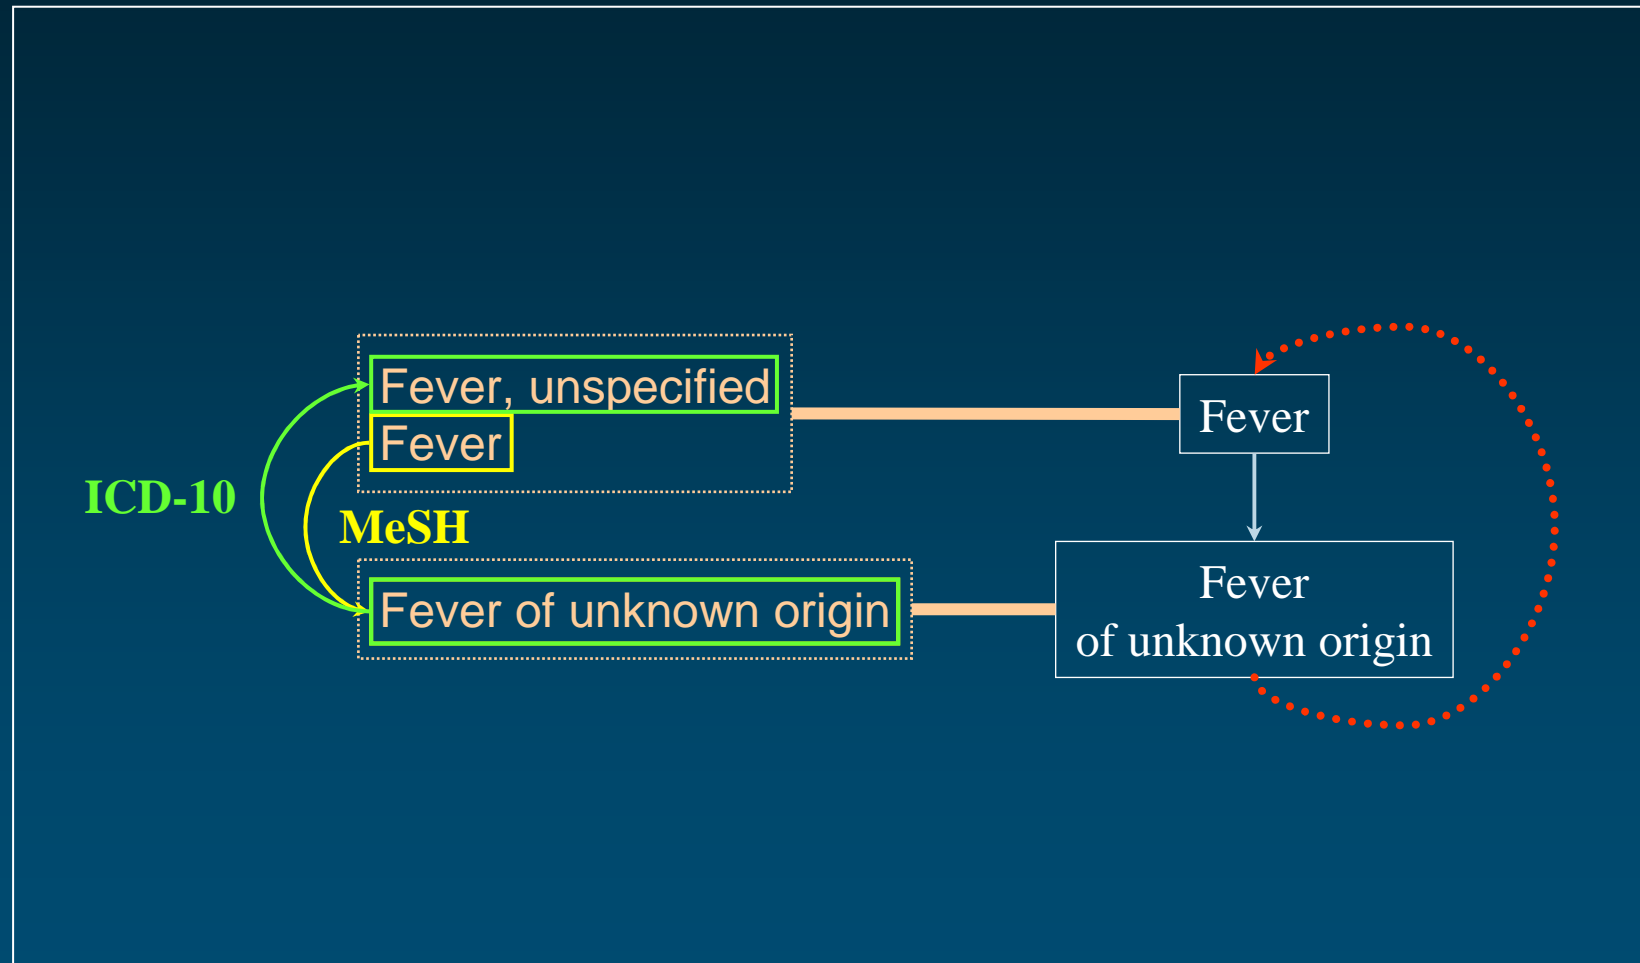 Fever, unspecified
Fever
ICD-10
MeSH
Fever of unknown origin
Fever
Fever
of unknown origin